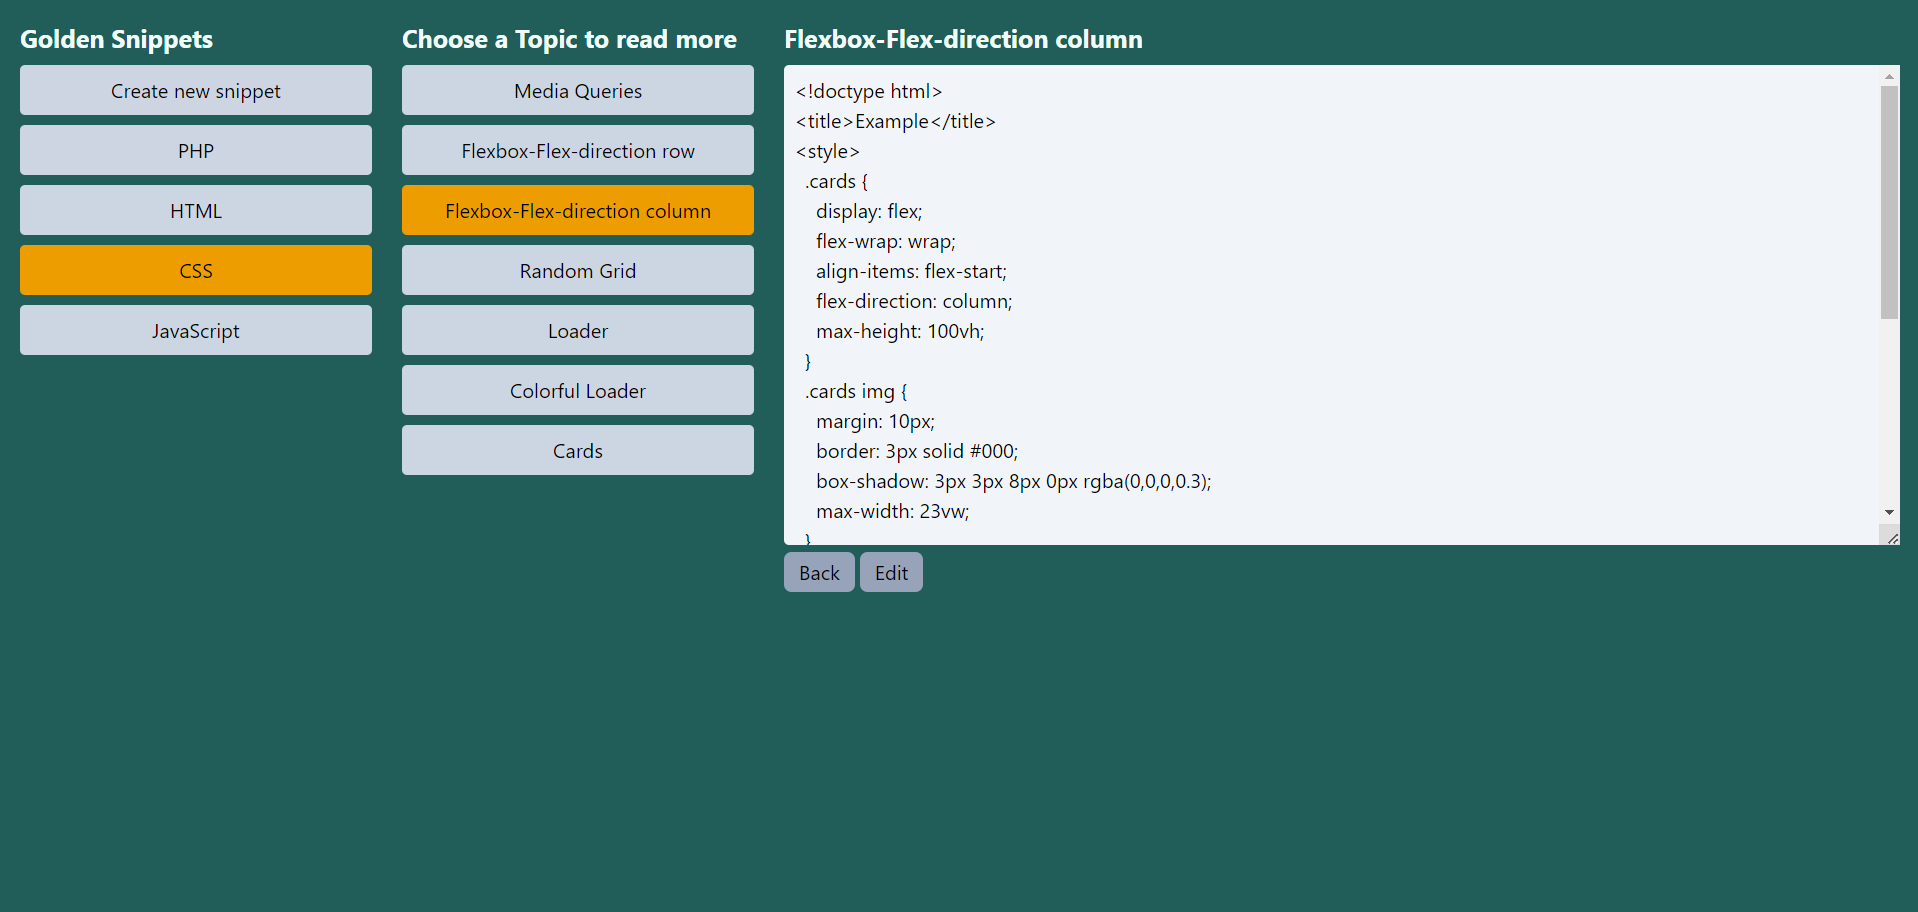 Golden Snippets
Create new snippet
PHP
HTML
CSS
JavaScript
Choose a Topic to read more
Media Queries
Flexbox-Flex-direction row
Flexbox-Flex-direction column
Random Grid
Loader
Colorful Loader
Cards
Flexbox-Flex-direction column
<!doctype html>
<title>Example</title>
<style>
.cards {
display: flex;
flex-wrap: wrap;
align-items: flex-start;
flex-direction: column;
max-height: 100vh;
}
.cards img {
margin: 10px;
border: 3px solid #000;
box-shadow: 3px 3px 8px 0px rgba(0,0,0,0.3);
max-width: 23vw;
}
Back
Edit